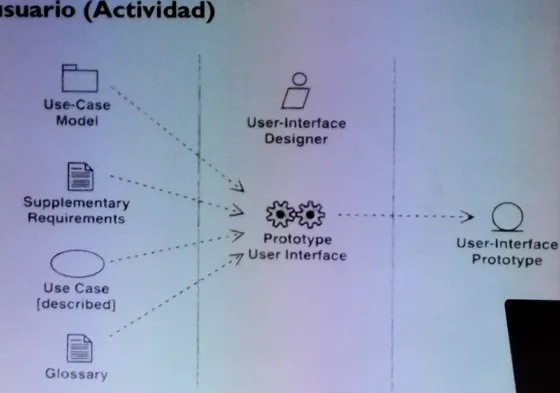 usuario (Actividad)
Use-Case
Model
User-Interface
Designer
Supplementary
Requirements
Prototype
User Interface
User-Interface
Prototype
Use Case
[described]
Glossary